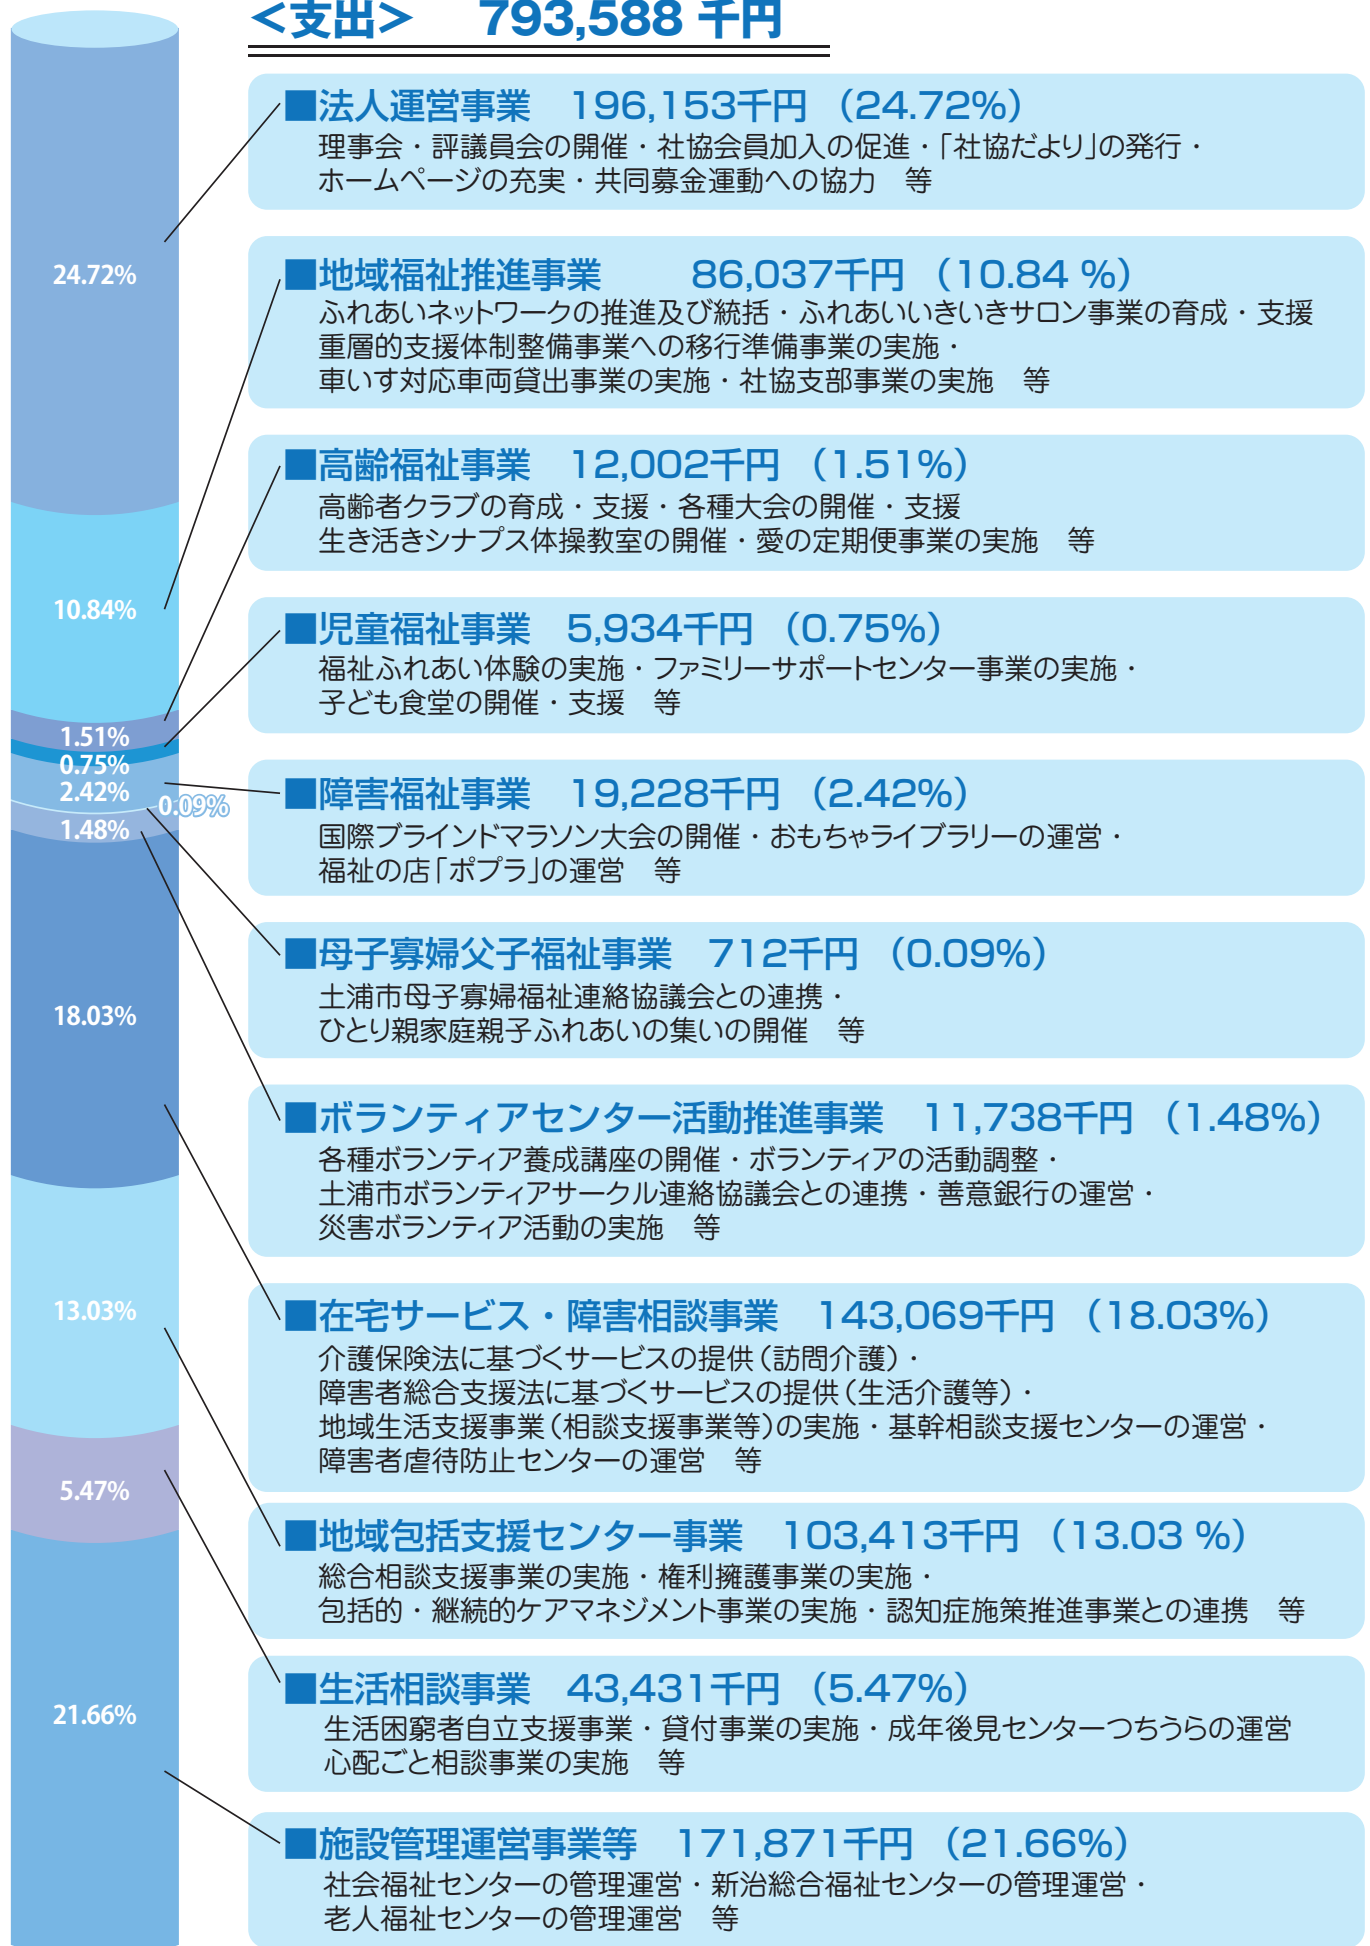 ＜支出＞　793,588 千円
■法人運営事業　196,153千円（24.72%）
理事会・評議員会の開催・社協会員加入の促進・「社協だより」の発行・
ホームページの充実・共同募金運動への協力　等
24.72%
■地域福祉推進事業　　86,037千円（10.84 %）
ふれあいネットワークの推進及び統括・ふれあいいきいきサロン事業の育成・支援
重層的支援体制整備事業への移行準備事業の実施・
車いす対応車両貸出事業の実施・社協支部事業の実施　等
■高齢福祉事業　12,002千円（1.51%）
高齢者クラブの育成・支援・各種大会の開催・支援
生き活きシナプス体操教室の開催・愛の定期便事業の実施　等
10.84%
■児童福祉事業　5,934千円（0.75%）
福祉ふれあい体験の実施・ファミリーサポートセンター事業の実施・
子ども食堂の開催・支援　等
1.51%
0.75%
2.42%
0.09%
1.48%
■障害福祉事業　19,228千円（2.42%）
国際ブラインドマラソン大会の開催・おもちゃライブラリーの運営・
福祉の店「ポプラ」の運営　等
■母子寡婦父子福祉事業　712千円（0.09%）
土浦市母子寡婦福祉連絡協議会との連携・
ひとり親家庭親子ふれあいの集いの開催　等
18.03%
■ボランティアセンター活動推進事業　11,738千円（1.48%）
各種ボランティア養成講座の開催・ボランティアの活動調整・
土浦市ボランティアサークル連絡協議会との連携・善意銀行の運営・
災害ボランティア活動の実施　等
■在宅サービス・障害相談事業　143,069千円（18.03%）
介護保険法に基づくサービスの提供（訪問介護）・
障害者総合支援法に基づくサービスの提供（生活介護等）・
地域生活支援事業（相談支援事業等）の実施・基幹相談支援センターの運営・
障害者虐待防止センターの運営　等
13.03%
5.47%
■地域包括支援センター事業　103,413千円（13.03 %）
総合相談支援事業の実施・権利擁護事業の実施・
包括的・継続的ケアマネジメント事業の実施・認知症施策推進事業との連携　等
■生活相談事業　43,431千円（5.47%）
生活困窮者自立支援事業・貸付事業の実施・成年後見センターつちうらの運営
心配ごと相談事業の実施　等
21.66%
■施設管理運営事業等　171,871千円（21.66%）
社会福祉センターの管理運営・新治総合福祉センターの管理運営・
老人福祉センターの管理運営　等